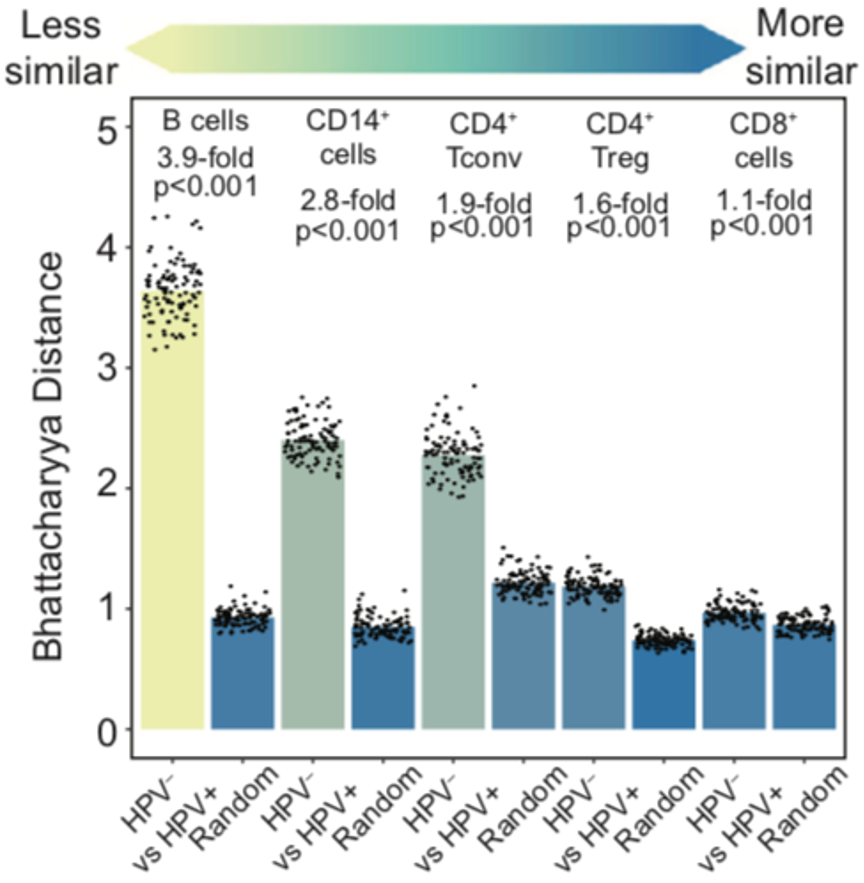 Less
similar
More
similar
B cells
3.9-fold
p<0.001
CD14⁺
cells
2.8-fold
p<0.001
CD4⁺
Tconv
1.9-fold
p<0.001
CD4⁺
Treg
1.6-fold
p<0.001
CD8⁺
cells
1.1-fold
p<0.001
Bhattacharyya Distance
5
4
3
2
1
0
HPV⁻
vs HPV+
Random
HPV⁻
vs HPV+
Random
HPV⁻
vs HPV+
Random
HPV⁻
vs HPV+
Random
HPV⁻
vs HPV+
Random